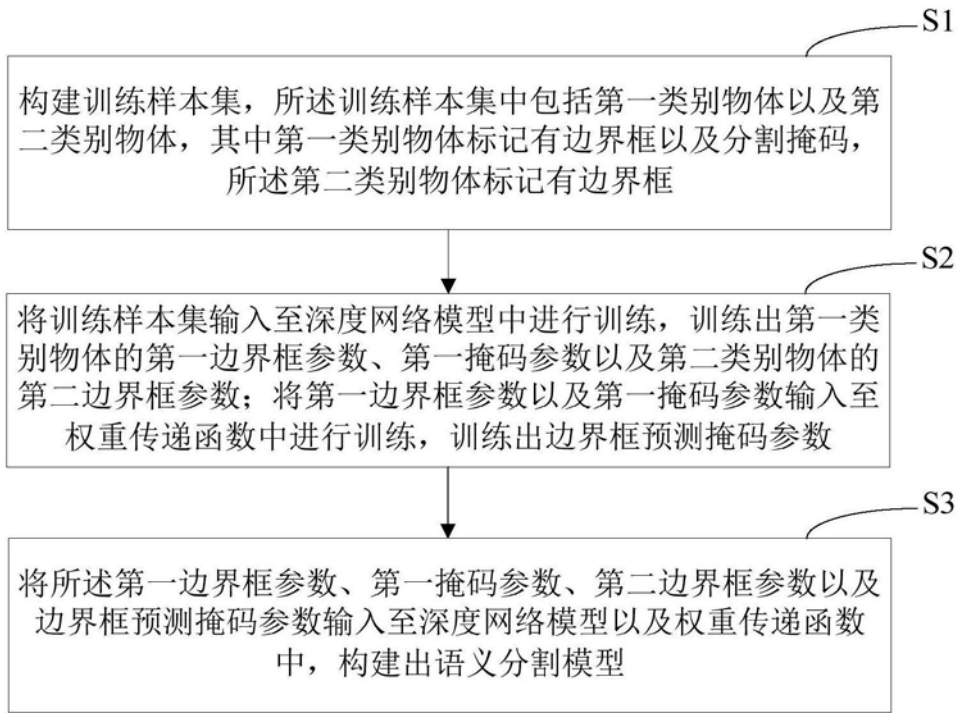 S1
构建训练样本集，所述训练样本集中包括第一类别物体以及第
二类别物体，其中第一类别物体标记有边界框以及分割掩码，
所述第二类别物体标记有边界框
S2
将训练样本集输入至深度网络模型中进行训练，训练出第一类
别物体的第一边界框参数、第一掩码参数以及第二类别物体的
第二边界框参数；将第一边界框参数以及第一掩码参数输入至
权重传递函数中进行训练，训练出边界框预测掩码参数
S3
将所述第一边界框参数、第一掩码参数、第二边界框参数以及
边界框预测掩码参数输入至深度网络模型以及权重传递函数
中，构建出语义分割模型